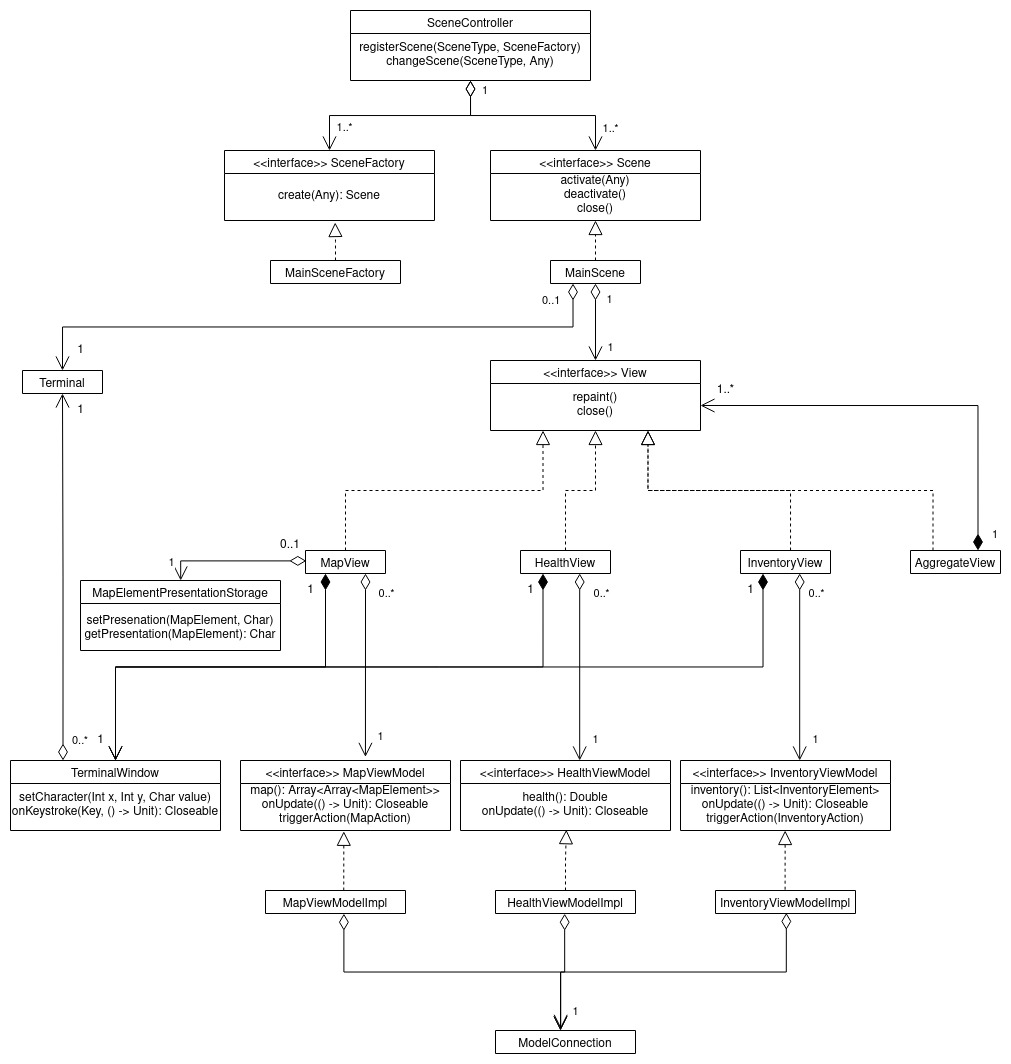 SceneController
registerScene(SceneType, SceneFactory)
changeScene(SceneType, Any)
1
1..*
1..*
<<interface>> SceneFactory
create(Any): Scene
<<interface>> Scene
activate(Any)
deactivate()
close()
MainSceneFactory
MainScene
0..1
1
1
1
Terminal
1
<<interface>> View
repaint()
close()
1..*
0..1
1
MapView
HealthView
InventoryView
AggregateView
1
MapElementPresentationStorage
setPresenation(MapElement, Char)
getPresentation(MapElement): Char
1
0..*
1
0..*
1
0..*
0..*
1
1
1
1
TerminalWindow
setCharacter(Int x, Int y, Char value)
onKeystroke(Key, () -> Unit): Closeable
<<interface>> MapViewModel
map(): Array<Array<MapElement>>
onUpdate(() -> Unit): Closeable
triggerAction(MapAction)
<<interface>> HealthViewModel
health(): Double
onUpdate(() -> Unit): Closeable
<<interface>> InventoryViewModel
inventory(): List<InventoryElement>
onUpdate(() -> Unit): Closeable
triggerAction(InventoryAction)
MapViewModelImpl
HealthViewModelImpl
InventoryViewModelImpl
1
ModelConnection